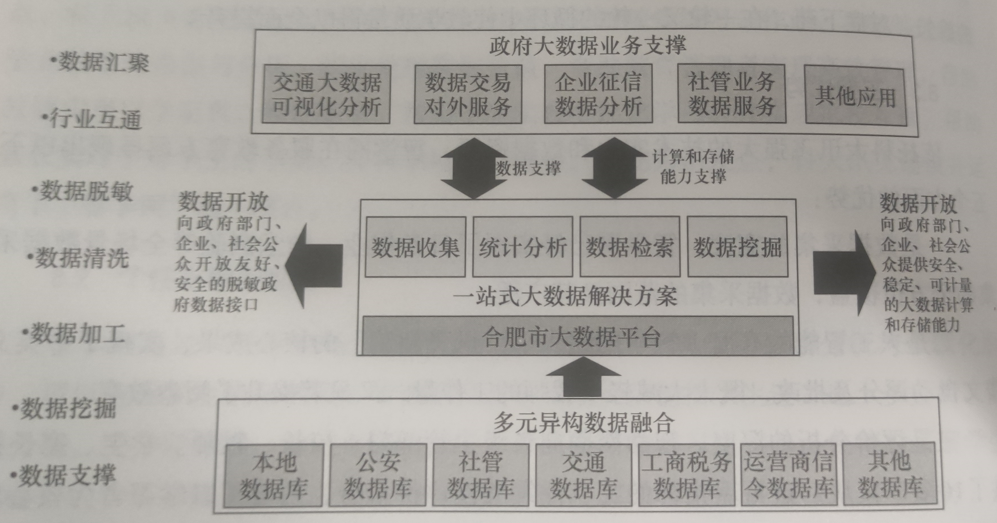 •数据汇聚
•行业互通
•数据脱敏
•数据清洗
•数据加工
•数据挖掘
•数据支撑
政府大数据业务支撑
交通大数据
可视化分析
数据交易
对外服务
企业征信
数据分析
社管业务
数据服务
其他应用
数据支撑
计算和存储
能力支撑
数据开放
向政府部门、
企业、社会公
众开放友好、
安全的脱敏政
府数据接口
数据收集
统计分析
数据检索
数据挖掘
一站式大数据解决方案
合肥市大数据平台
数据开放
向政府部门、
企业、社会公
众提供安全、
稳定、可计量
的大数据计算
和存储能力
多元异构数据融合
本地
数据库
公安
数据库
社管
数据库
交通
数据库
工商税务
数据库
运营商信
令数据库
其他
数据库